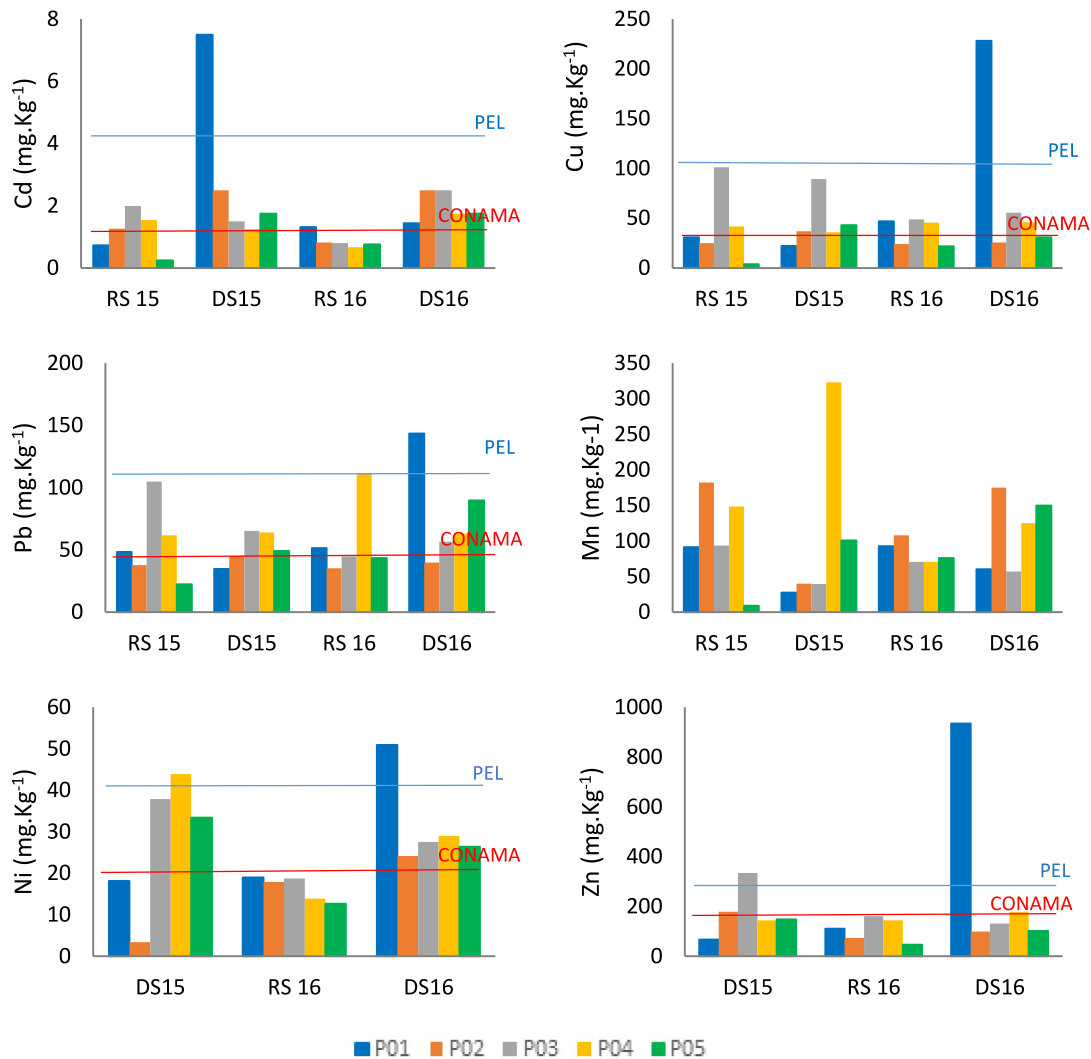 Cd (mg.Kg-1)
8
6
4
2
0
PEL
CONAMA
RS 15 DS15 RS 16 DS16
Cu (mg.Kg-1)
250
200
150
100
50
0
PEL
CONAMA
RS 15 DS15 RS 16 DS16
Pb (mg.Kg-1)
200
150
100
50
0
PEL
CONAMA
RS 15 DS15 RS 16 DS16
Mn (mg.Kg-1)
350
300
250
200
150
100
50
0
RS 15 DS15 RS 16 DS16
Ni (mg.Kg-1)
60
50
40
30
20
10
0
PEL
CONAMA
DS15 RS 16 DS16
Zn (mg.Kg-1)
1000
800
600
400
200
0
PEL
CONAMA
DS15 RS 16 DS16
P01 P02 P03 P04 P05